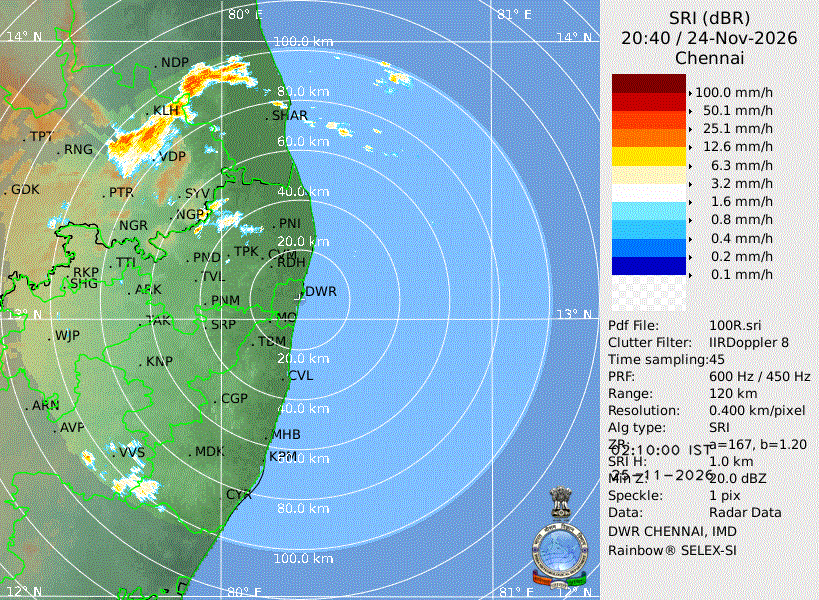 SRI (dBR)
20:40 / 24-Nov-2026
Chennai
100.0 mm/h
50.1 mm/h
25.1 mm/h
12.6 mm/h
6.3 mm/h
3.2 mm/h
1.6 mm/h
0.8 mm/h
0.4 mm/h
0.2 mm/h
0.1 mm/h
Pdf File: 100R.sri
Clutter Filter: IIRDoppler 8
Time sampling:45
PRF: 600 Hz / 450 Hz
Range: 120 km
Resolution: 0.400 km/pixel
Alg type: SRI
ZR: a=167, b=1.20
02:10:00 IST
SRI H: 1.0 km
25-11-2026
Min Z: 20.0 dBZ
Speckle: 1 pix
Data: Radar Data
DWR CHENNAI, IMD
Rainbow® SELEX-SI
80° E
81° E
14° N
14° N
100.0 km
NDP
80.0 km
KLH
SHAR
TPT
RNG
60.0 km
VDP
GDK
PTR
SYV
40.0 km
NGP
NGR
PNI
20.0 km
TPK
PND
RDH
TTI
RKP
TVL
SHG
ARK
DWR
PNM
13° N
13° N
TAK
SRP
WJP
TBM
20.0 km
KNP
CVL
CGP
ARN
40.0 km
AVP
MHB
VVS
MDK
KPM
60.0 km
CYR
80.0 km
100.0 km
12° N
80° E
81° E
12° N